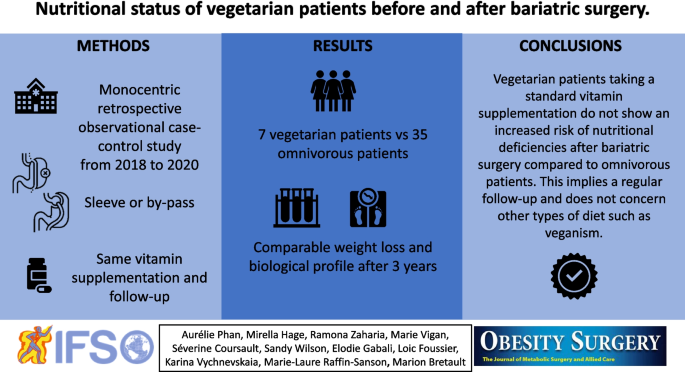 Nutritional status of vegetarian patients before and after bariatric surgery.
METHODS
Monocentric
retrospective
observational case-
control study
from 2018 to 2020
Sleeve or by-pass
Same vitamin
supplementation and
follow-up
RESULTS
7 vegetarian patients vs 35
omnivorous patients
Comparable weight loss and
biological profile after 3 years
CONCLUSIONS
Vegetarian patients taking a
standard vitamin
supplementation do not show an
increased risk of nutritional
deficiencies after bariatric
surgery compared to omnivorous
patients. This implies a regular
follow-up and does not concern
other types of diet such as
veganism.
IFSO
Aurélie Phan, Mirella Hage, Ramona Zaharia, Marie Vigan,
Séverine Coursault, Sandy Wilson, Elodie Gabali, Loic Foussier,
Karina Vychnevskaia, Marie-Laure Raffin-Sanson, Marion Bretault
OBESITY SURGERY
The Journal of Metabolic Surgery and Allied Care